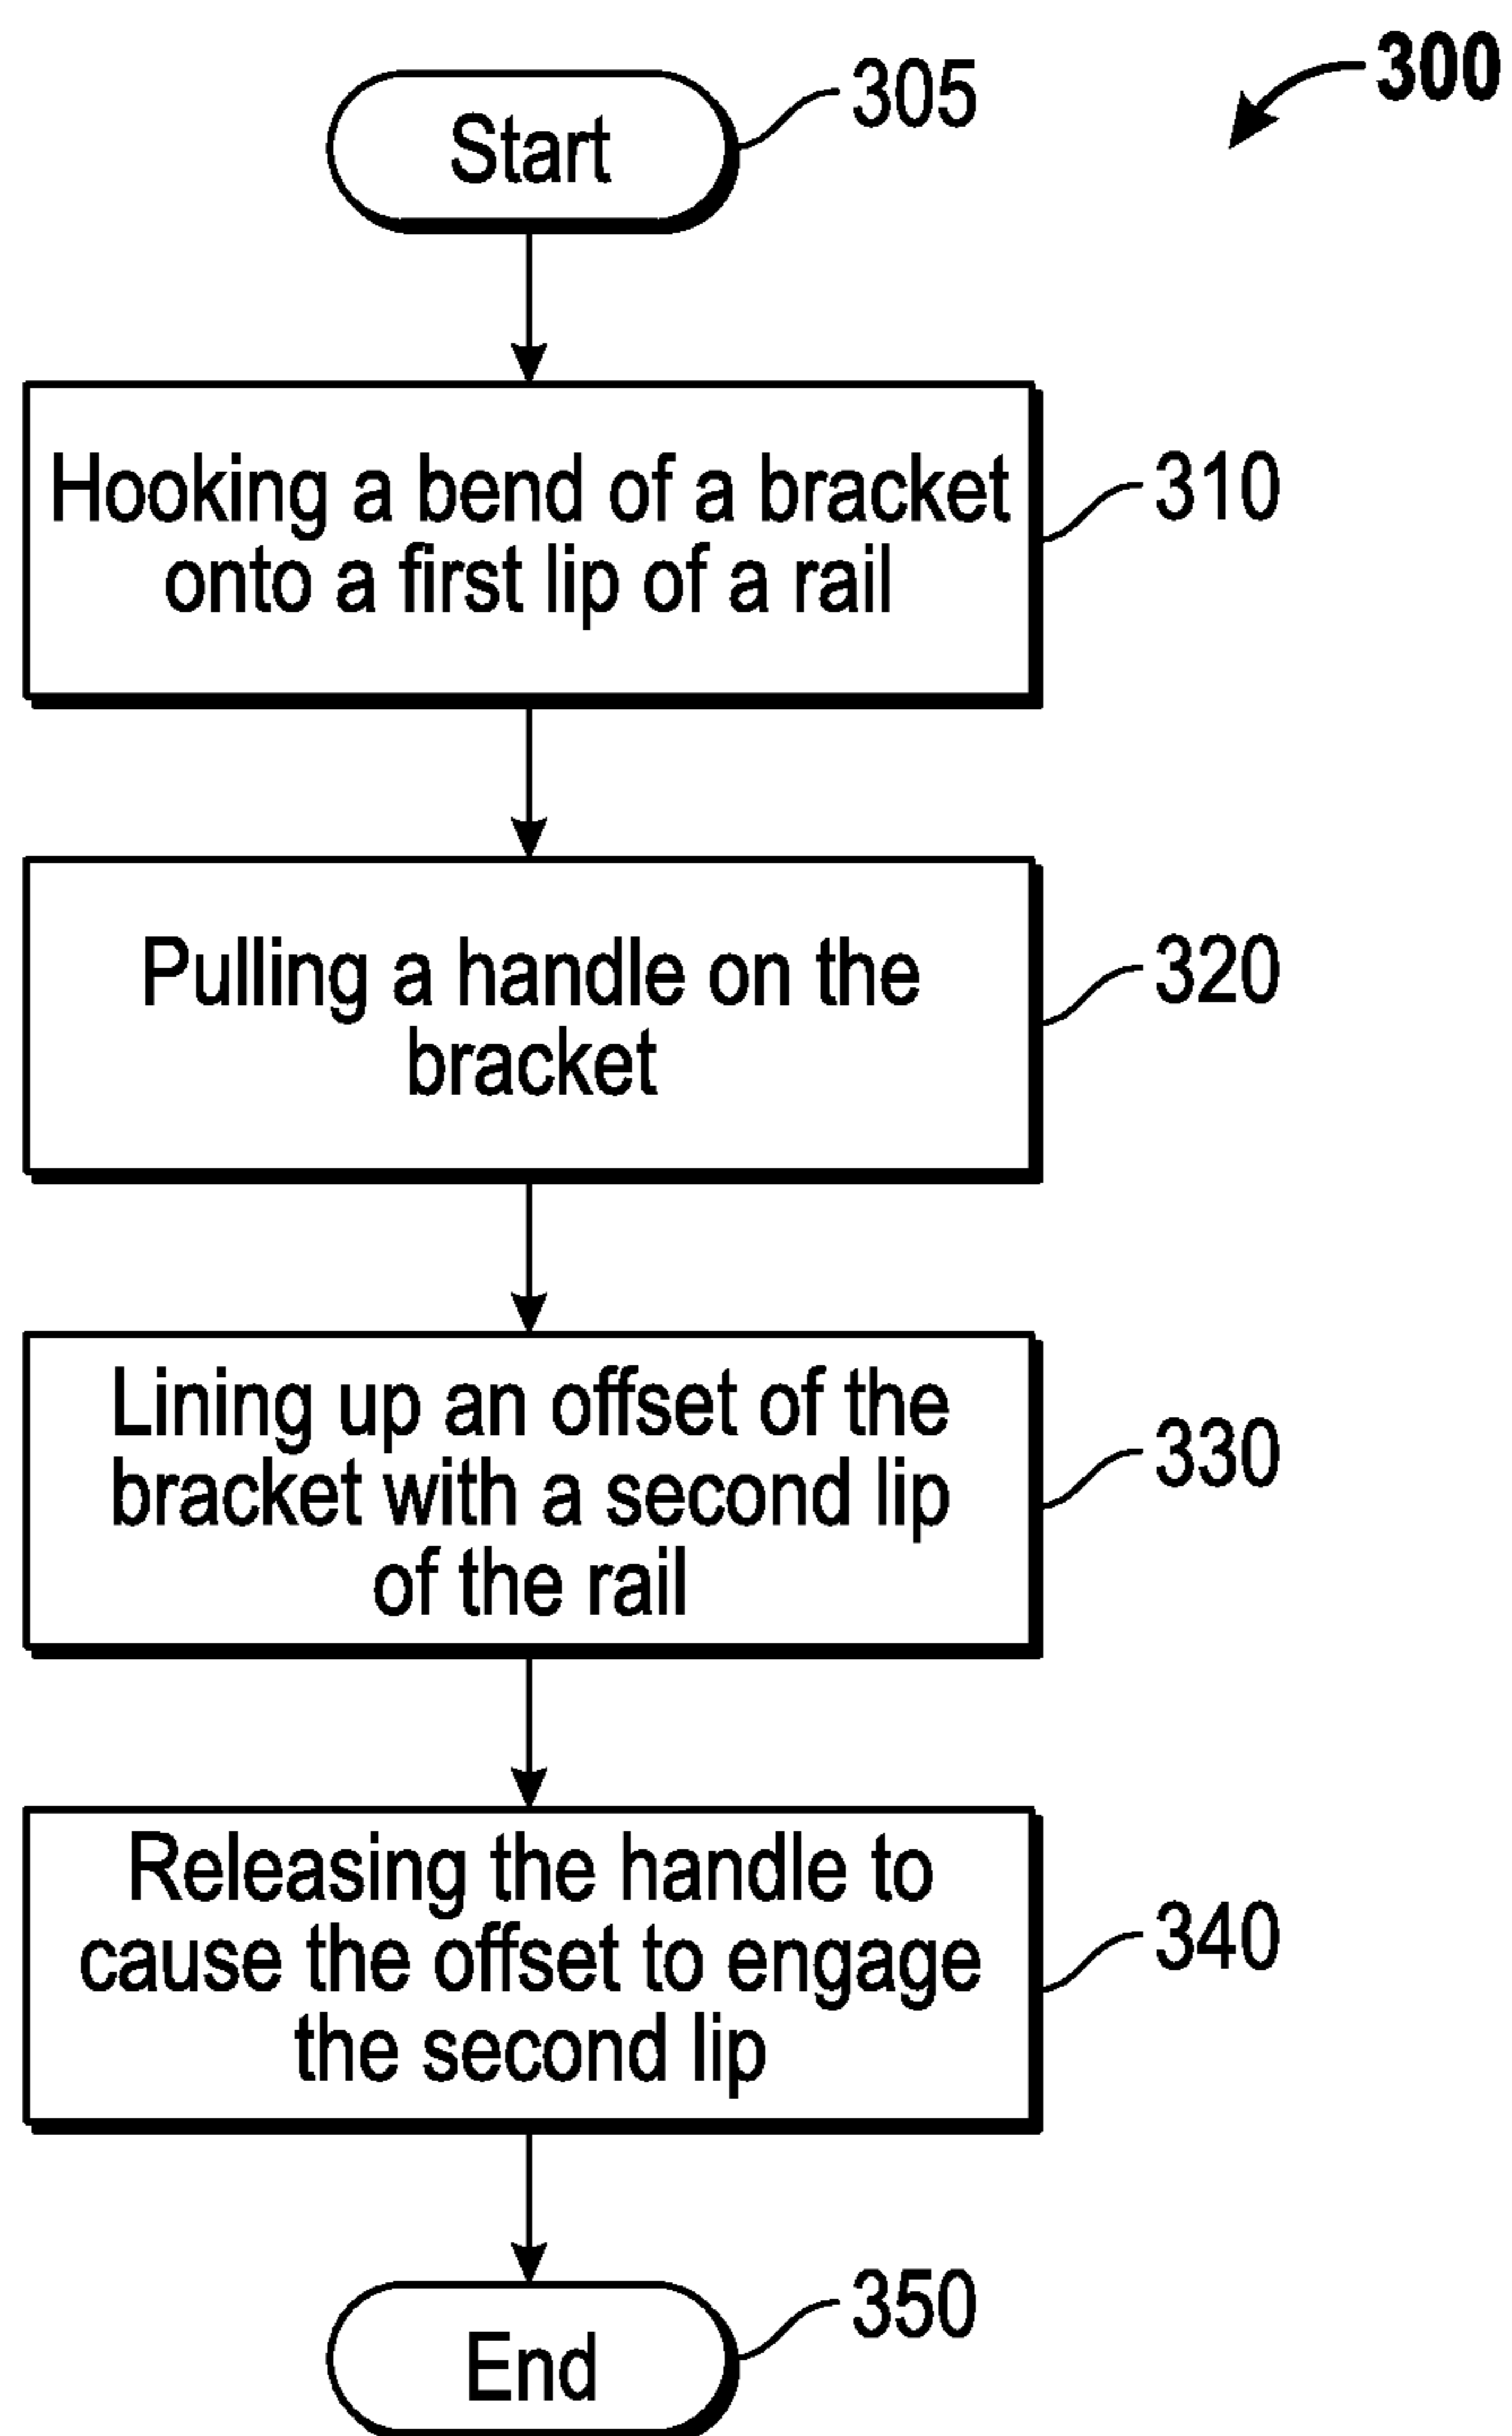 300
Start
305
Hooking a bend of a bracket
onto a first lip of a rail
310
Pulling a handle on the
bracket
320
Lining up an offset of the
bracket with a second lip
of the rail
330
Releasing the handle to
cause the offset to engage
the second lip
340
End
350